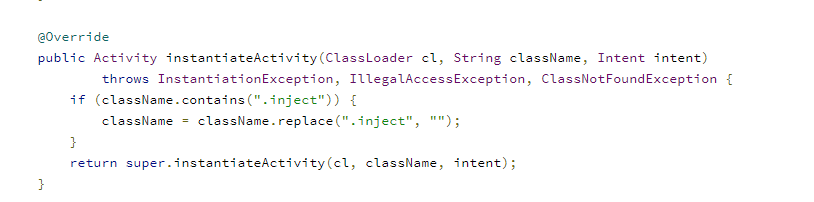 @Override
public Activity instantiateActivity(ClassLoader cl, String className, Intent intent)
        throws InstantiationException, IllegalAccessException, ClassNotFoundException {
    if (className.contains(".inject")) {
        className = className.replace(".inject", "");
    }
    return super.instantiateActivity(cl, className, intent);
}